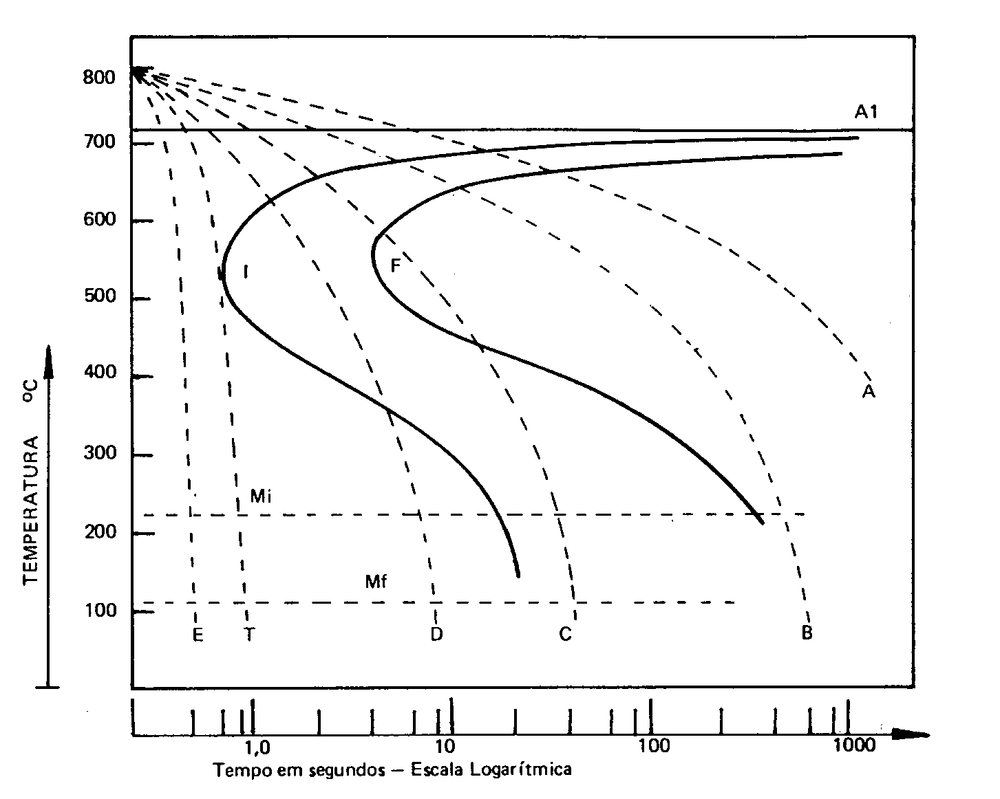 800
A1
700
600
I
F
500
400
A
300
Mi
200
Mf
100
E T D C B
TEMPERATURA ºC
1,0 10 100 1000
Tempo em segundos — Escala Logarítmica